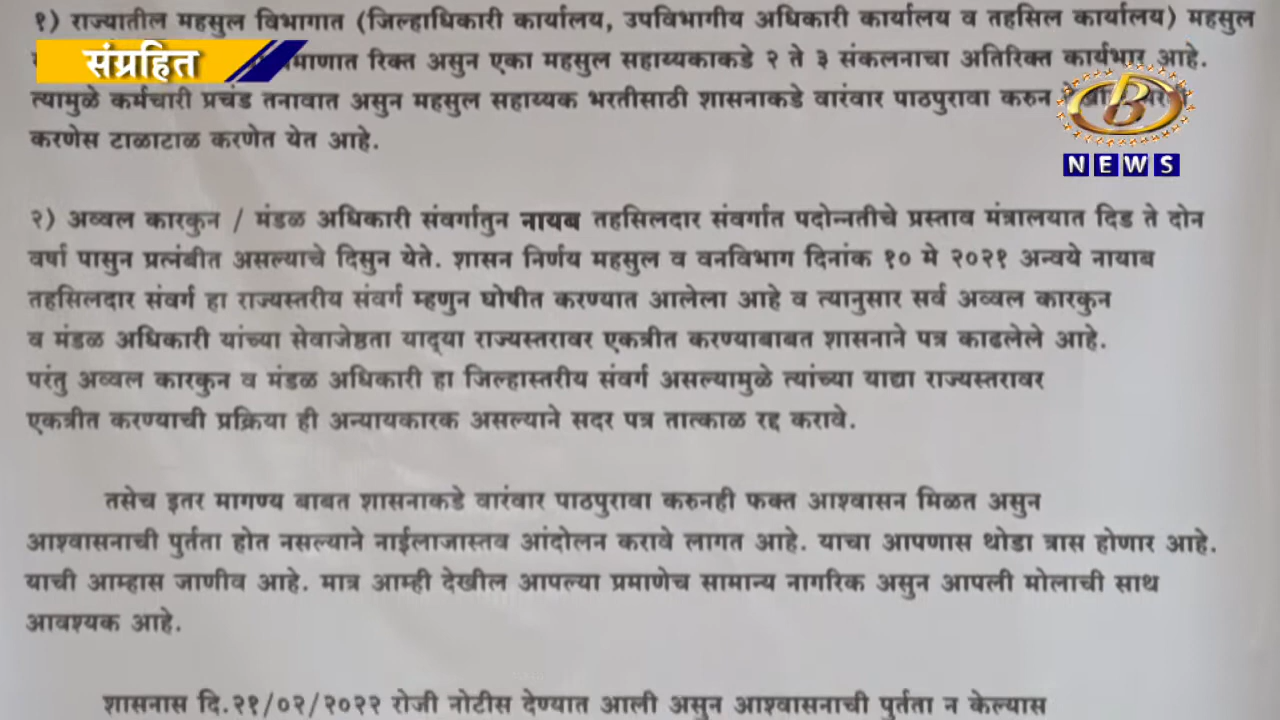 १) राज्यातील महसुल विभागात (जिल्हाधिकारी कार्यालय, उपविभागीय अधिकारी कार्यालय व तहसिल कार्यालय) महसुल
संग्रहित
रिक्त असुन एका महसुल सहाय्यकाकडे २ ते ३ संकलनाचा अतिरिक्त कार्यभार आहे.
त्यामुळे कर्मचारी प्रचंड तनावात असुन महसुल सहाय्यक भरतीसाठी शासनाकडे वारंवार पाठपुरावा करुन
करणेस टाळाटाळ करणेत येत आहे.
B
NEWS
२) अव्वल कारकुन / मंडळ अधिकारी संवर्गातुन नायब तहसिलदार संवर्गात पदोन्नतीचे प्रस्ताव मंत्रालयात दिड ते दोन
वर्षा पासुन प्रलंबीत असल्याचे दिसुन येते. शासन निर्णय महसुल व वनविभाग दिनांक १० मे २०२१ अन्वये नायाब
तहसिलदार संवर्ग हा राज्यस्तरीय संवर्ग म्हणुन घोषीत करण्यात आलेला आहे व त्यानुसार सर्व अव्वल कारकुन
व मंडळ अधिकारी यांच्या सेवाजेष्ठता याद्‌या राज्यस्तरावर एकत्रीत करण्याबाबत शासनाने पत्र काढलेले आहे.
परंतु अव्वल कारकुन व मंडळ अधिकारी हा जिल्हास्तरीय संवर्ग असल्यामुळे त्यांच्या याद्या राज्यस्तरावर
एकत्रीत करण्याची प्रक्रिया ही अन्यायकारक असल्याने सदर पत्र तात्काळ रद्द करावे.
तसेच इतर मागण्य बाबत शासनाकडे वारंवार पाठपुरावा करुनही फक्त आश्वासन मिळत असुन
आश्वासनाची पुर्तता होत नसल्याने नाईलाजास्तव आंदोलन करावे लागत आहे. याचा आपणास थोडा त्रास होणार आहे.
याची आम्हास जाणीव आहे. मात्र आम्ही देखील आपल्या प्रमाणेच सामान्य नागरिक असुन आपली मोलाची साथ
आवश्यक आहे.
शासनास दि.२१/०२/२०२२ रोजी नोटीस देण्यात आली असुन आश्वासनाची पुर्तता न केल्यास